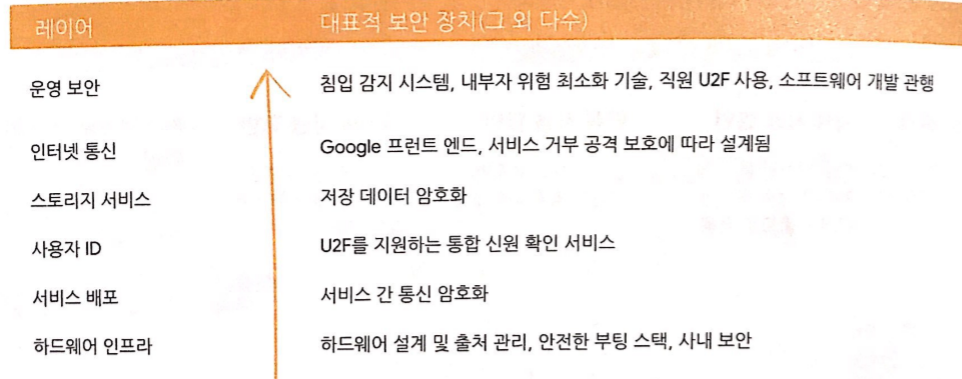 레이어 대표적 보안 장치(그 외 다수)
운영 보안 침입 감지 시스템, 내부자 위험 최소화 기술, 직원 U2F 사용, 소프트웨어 개발 관행
인터넷 통신 Google 프런트 엔드, 서비스 거부 공격 보호에 따라 설계됨
스토리지 서비스 저장 데이터 암호화
사용자 ID U2F를 지원하는 통합 신원 확인 서비스
서비스 배포 서비스 간 통신 암호화
하드웨어 인프라 하드웨어 설계 및 출처 관리, 안전한 부팅 스택, 사내 보안